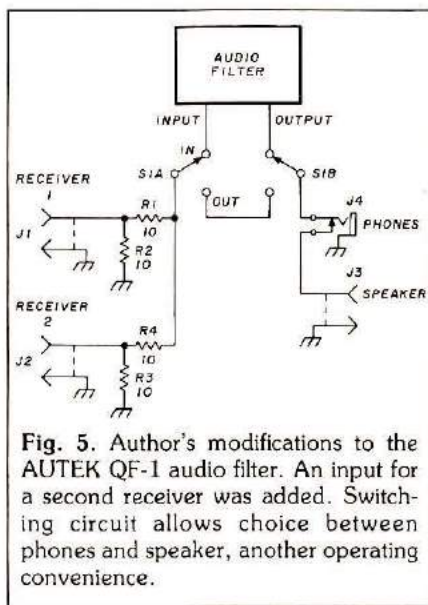 AUDIO
FILTER
INPUT
OUTPUT
IN
S1A
S1B
OUT
RECEIVER
1
J1
R1
10
R2
10
J4
PHONES
J3
SPEAKER
RECEIVER
2
J2
R4
10
R3
10
Fig. 5. Author's modifications to the
AUTEK QF-1 audio filter. An input for
a second receiver was added. Switch-
ing circuit allows choice between
phones and speaker, another operating
convenience.